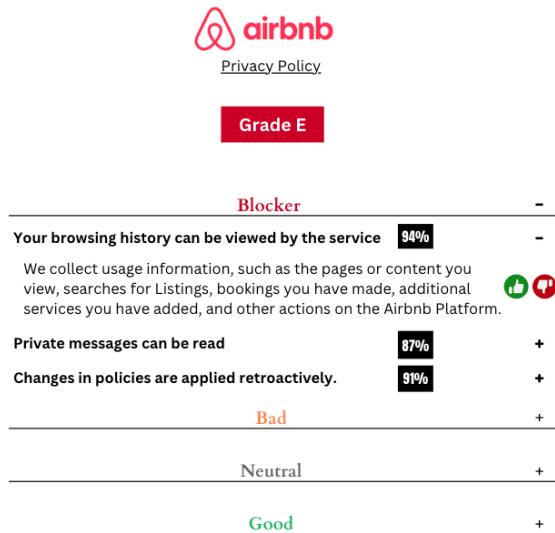 airbnb
Privacy Policy
Grade E
Blocker -
Your browsing history can be viewed by the service 94% -
We collect usage information, such as the pages or content you
view, searches for Listings, bookings you have made, additional
services you have added, and other actions on the Airbnb Platform.
Private messages can be read 87% +
Changes in policies are applied retroactively. 91% +
Bad +
Neutral +
Good +